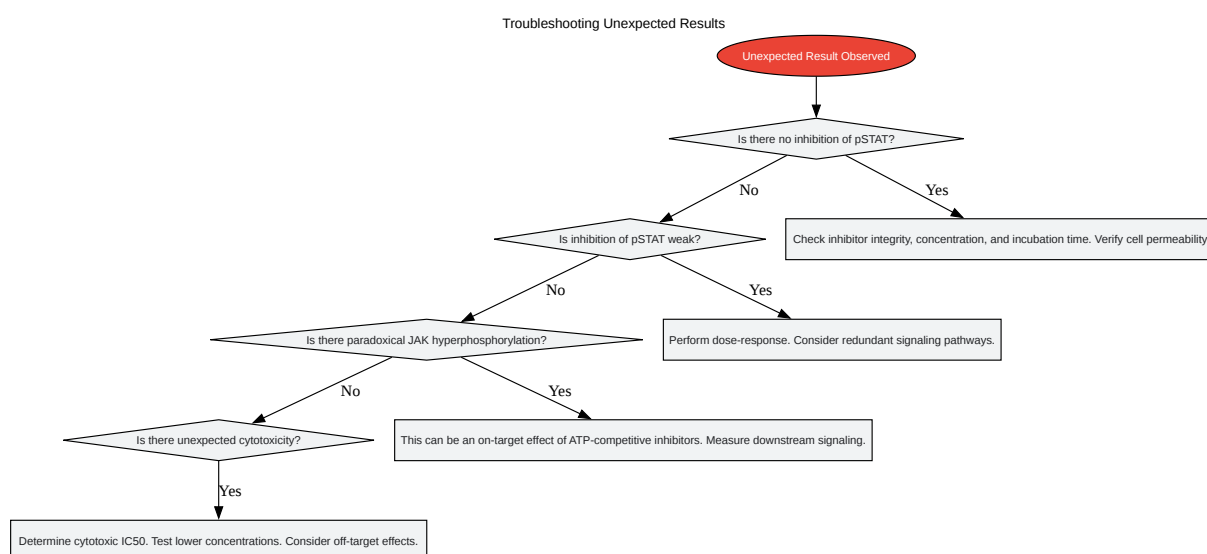 Troubleshooting Unexpected Results
Unexpected Result Observed
Is there no inhibition of pSTAT?
No
Yes
Is inhibition of pSTAT weak?
Check inhibitor integrity, concentration, and incubation time. Verify cell permeability
No
Yes
Is there paradoxical JAK hyperphosphorylation?
Perform dose-response. Consider redundant signaling pathways.
No
Yes
Is there unexpected cytotoxicity?
This can be an on-target effect of ATP-competitive inhibitors. Measure downstream signaling.
Yes
Determine cytotoxic IC50. Test lower concentrations. Consider off-target effects.